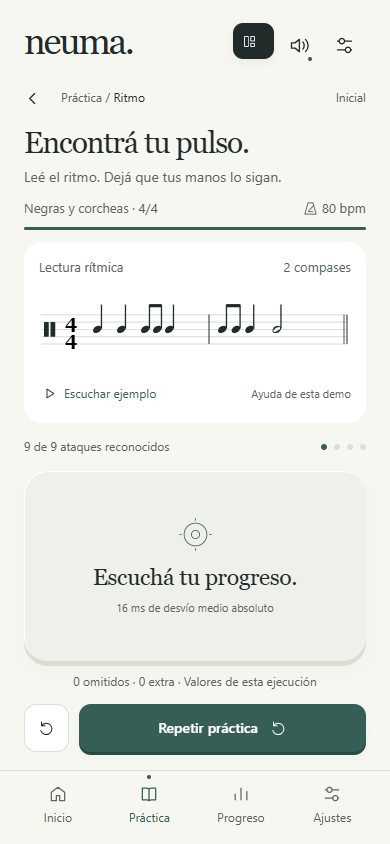 neuma.
Práctica / Ritmo
Inicial
Encontrá tu pulso.
Leé el ritmo. Dejá que tus manos lo sigan.
Negras y corcheas · 4/4
80 bpm
Lectura rítmica
2 compases
4
4
Escuchar ejemplo
Ayuda de esta demo
9 de 9 ataques reconocidos
Escuchá tu progreso.
16 ms de desvío medio absoluto
0 omitidos · 0 extra · Valores de esta ejecución
Repetir práctica
Inicio
Práctica
Progreso
Ajustes